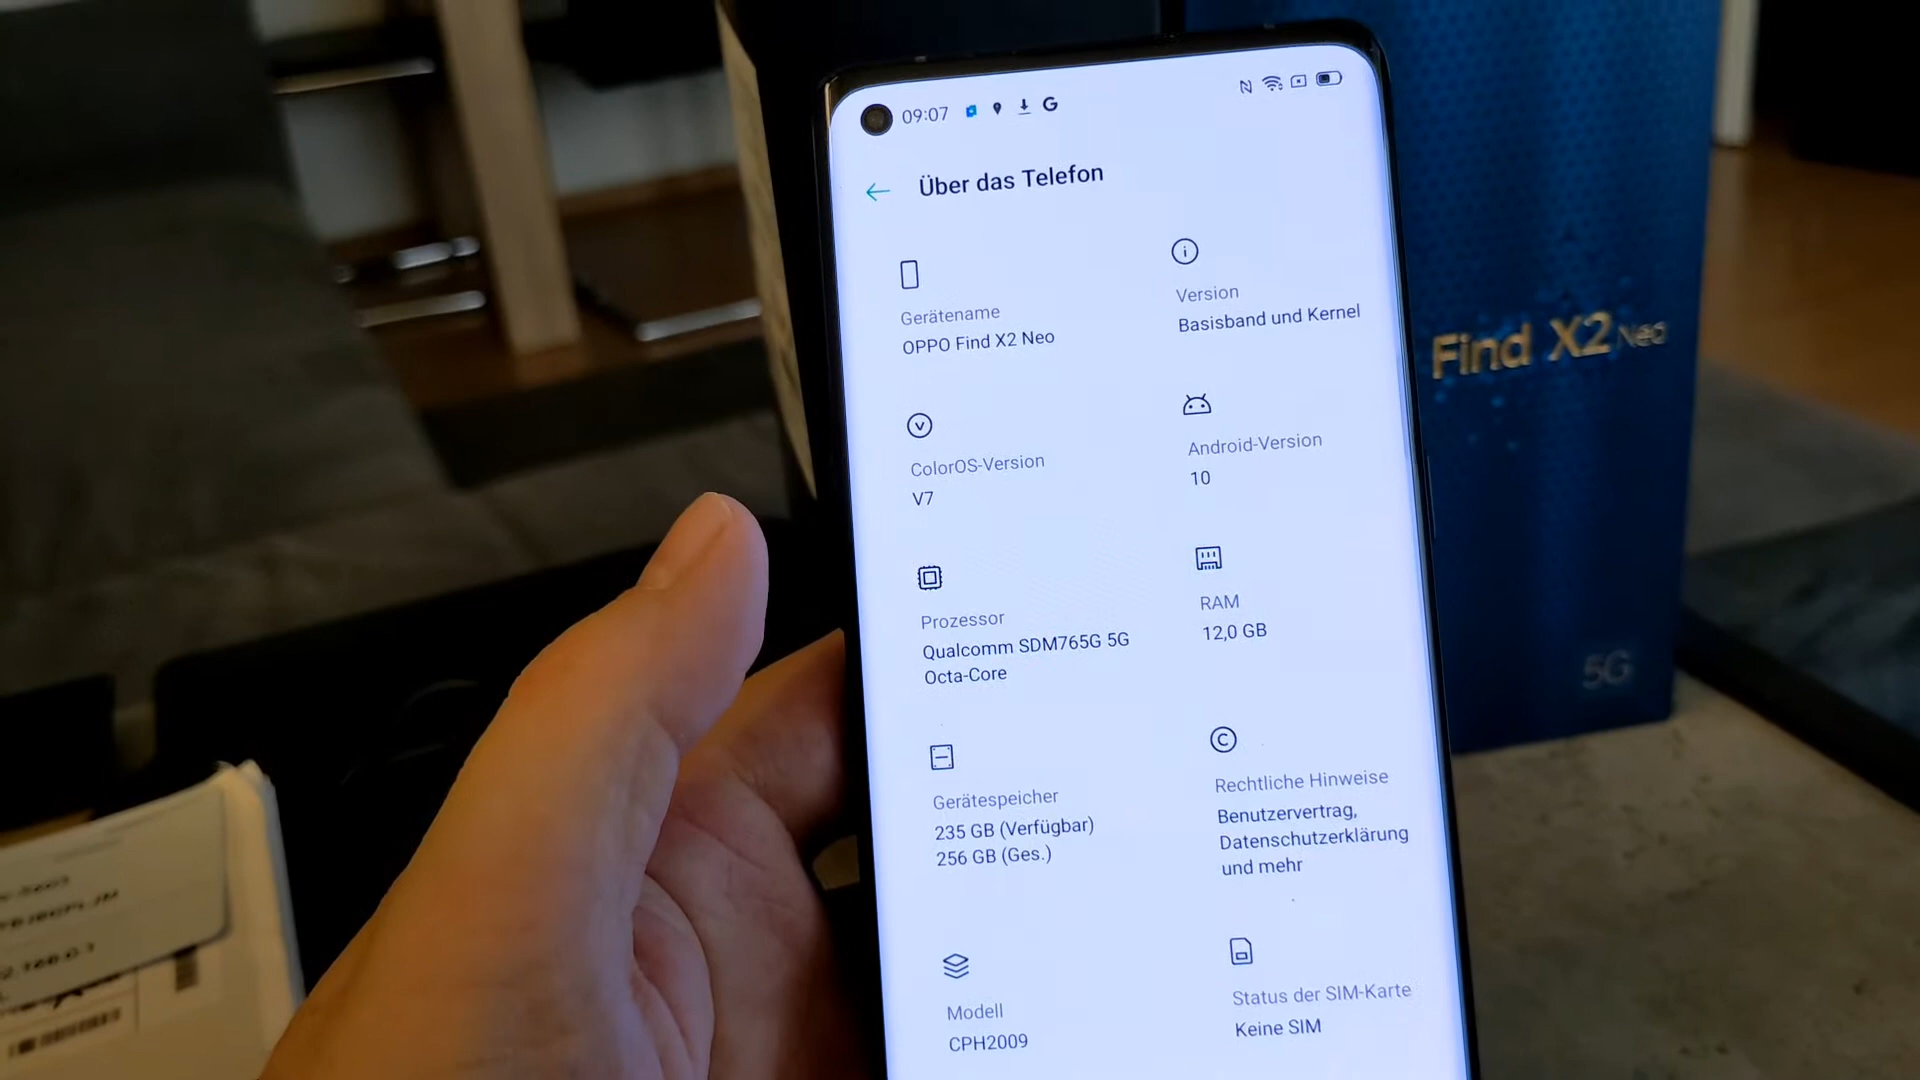 09:07
Über das Telefon
Gerätename
OPPO Find X2 Neo
Version
Basisband und Kernel
ColorOS-Version
V7
Android-Version
10
Prozessor
Qualcomm SDM765G 5G
Octa-Core
RAM
12,0 GB
Gerätespeicher
235 GB (Verfügbar)
256 GB (Ges.)
Rechtliche Hinweise
Benutzervertrag,
Datenschutzerklärung
und mehr
Modell
CPH2009
Status der SIM-Karte
Keine SIM
Find X2 Neo
5G